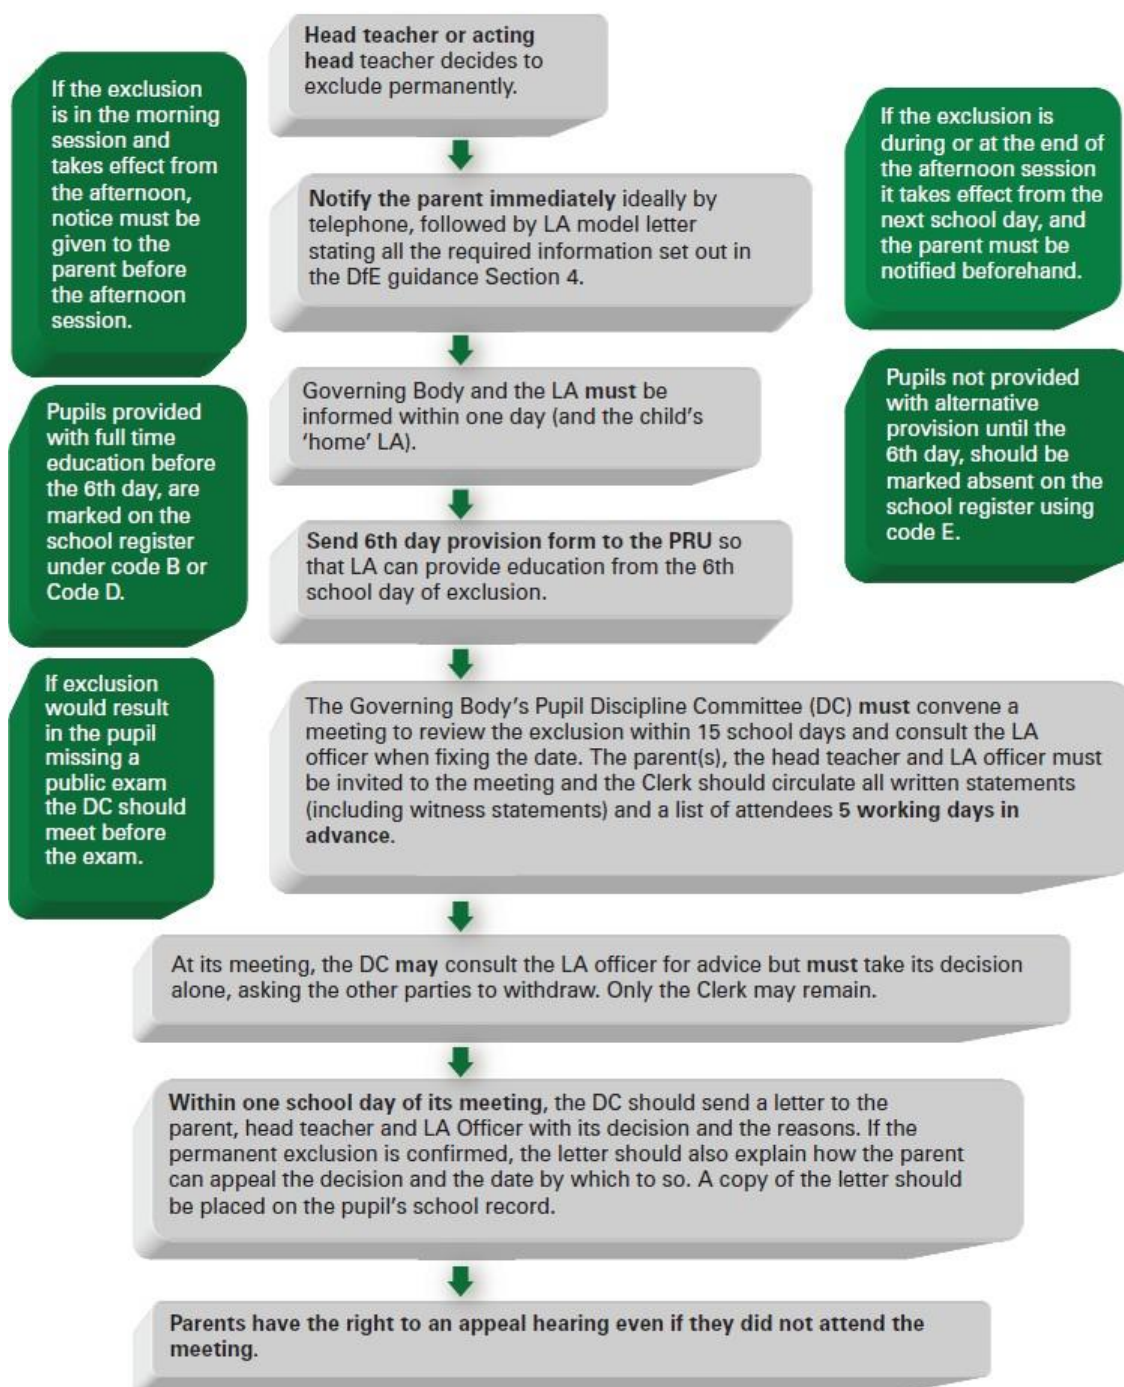 Head teacher or acting
head teacher decides to
exclude permanently.
If the exclusion
is in the morning
session and
takes effect from
the afternoon,
notice must be
given to the
parent before
the afternoon
session.
If the exclusion is
during or at the end of
the afternoon session
it takes effect from the
next school day, and
the parent must be
notified beforehand.
Notify the parent immediately ideally by
telephone, followed by LA model letter
stating all the required information set out in
the DfE guidance Section 4.
Governing Body and the LA must be
informed within one day (and the child's
'home' LA).
Pupils provided
with full time
education before
the 6th day, are
marked on the
school register
under code B or
Code D.
Pupils not provided
with alternative
provision until the
6th day, should be
marked absent on the
school register using
code E.
Send 6th day provision form to the PRU so
that LA can provide education from the 6th
school day of exclusion.
If exclusion
would result
in the pupil
missing a
public exam
the DC should
meet before
the exam.
The Governing Body's Pupil Discipline Committee (DC) must convene a
meeting to review the exclusion within 15 school days and consult the LA
officer when fixing the date. The parent(s), the head teacher and LA officer must
be invited to the meeting and the Clerk should circulate all written statements
(including witness statements) and a list of attendees 5 working days in
advance.
At its meeting, the DC may consult the LA officer for advice but must take its decision
alone, asking the other parties to withdraw. Only the Clerk may remain.
Within one school day of its meeting, the DC should send a letter to the
parent, head teacher and LA Officer with its decision and the reasons. If the
permanent exclusion is confirmed, the letter should also explain how the parent
can appeal the decision and the date by which to so. A copy of the letter should
be placed on the pupil's school record.
Parents have the right to an appeal hearing even if they did not attend the
meeting.